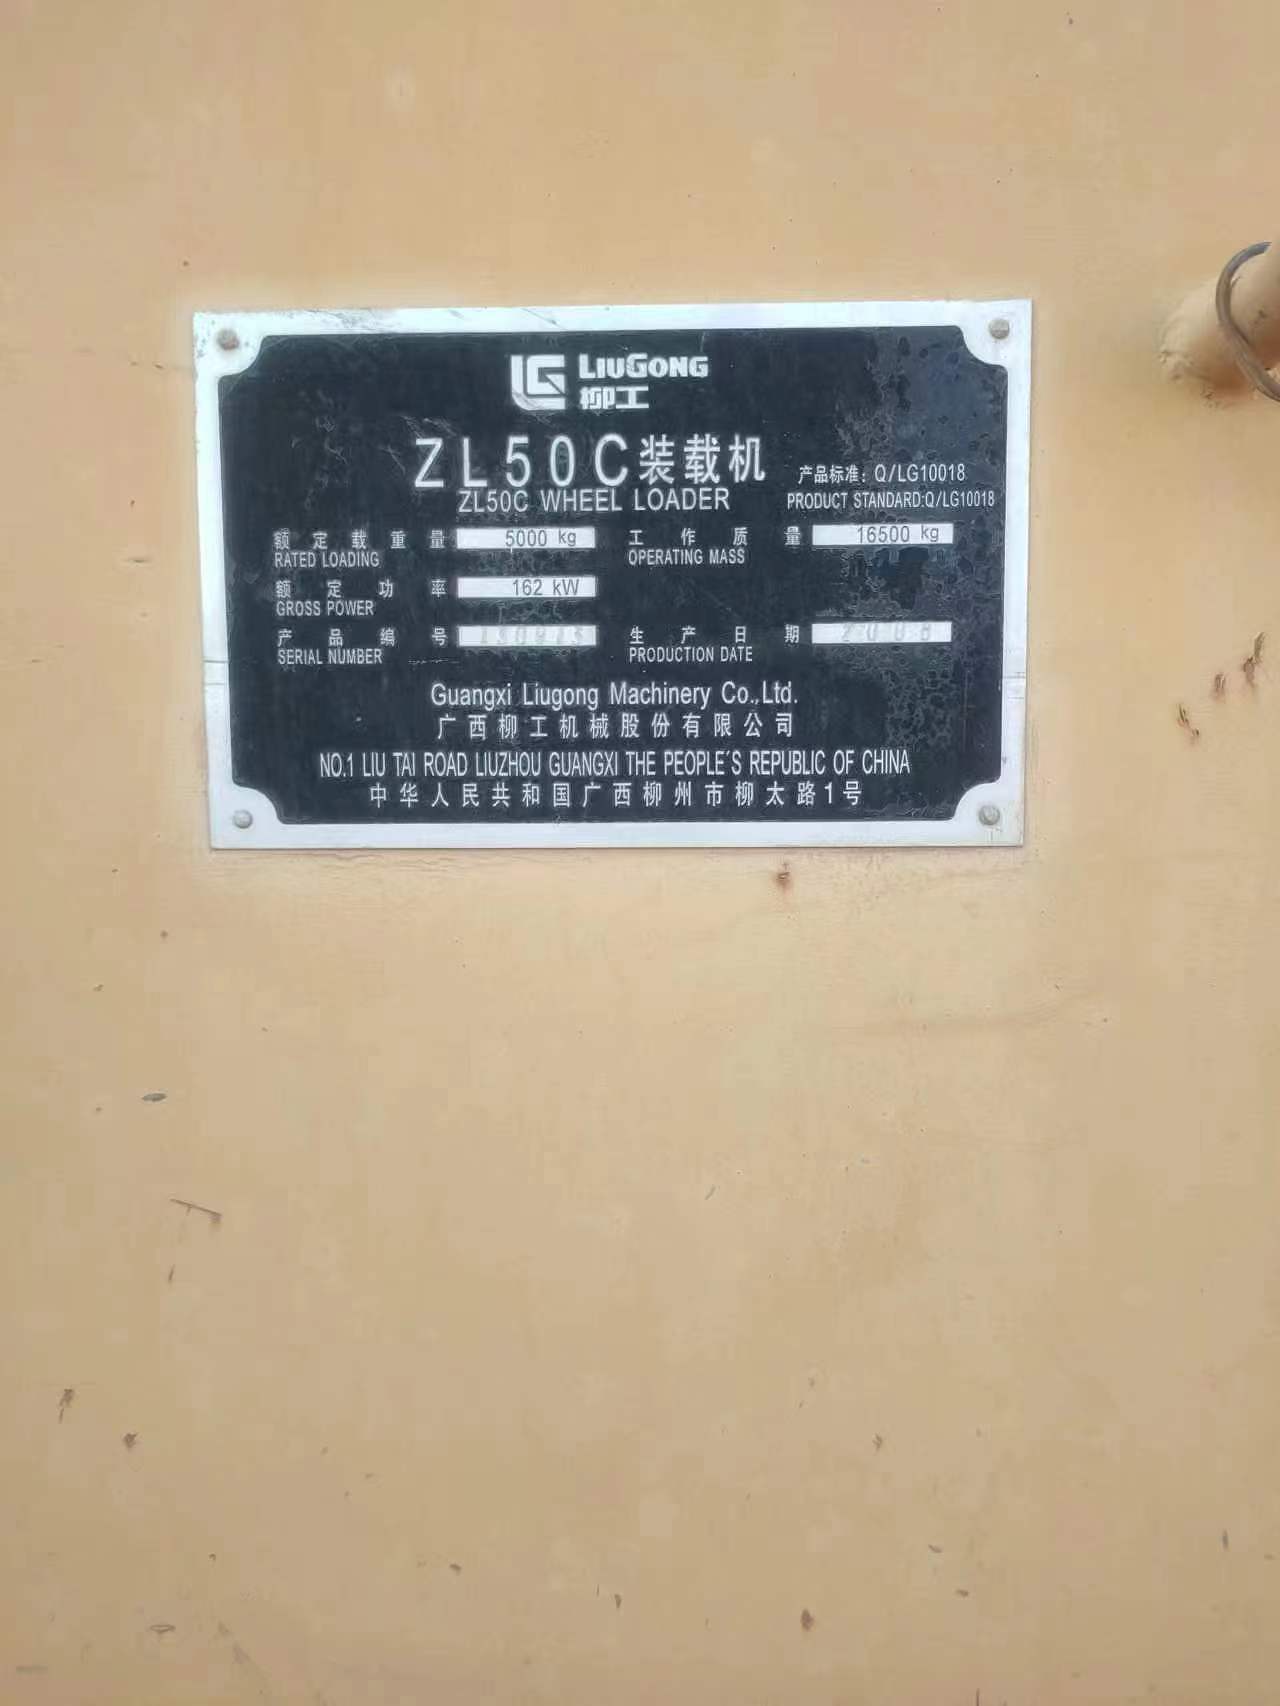 LG LIUGONG
柳工
ZL50C装载机
ZL50C WHEEL LOADER
产品标准：Q/LG10018
PRODUCT STANDARD:Q/LG10018
额定载重量 5000 kg 工作质量 16500 kg
RATED LOADING OPERATING MASS
额定功率 162 kW
GROSS POWER
产品编号 生产日期 2008
SERIAL NUMBER PRODUCTION DATE
Guangxi Liugong Machinery Co.,Ltd.
广西柳工机械股份有限公司
NO.1 LIU TAI ROAD LIUZHOU GUANGXI THE PEOPLE'S REPUBLIC OF CHINA
中华人民共和国广西柳州市柳太路1号